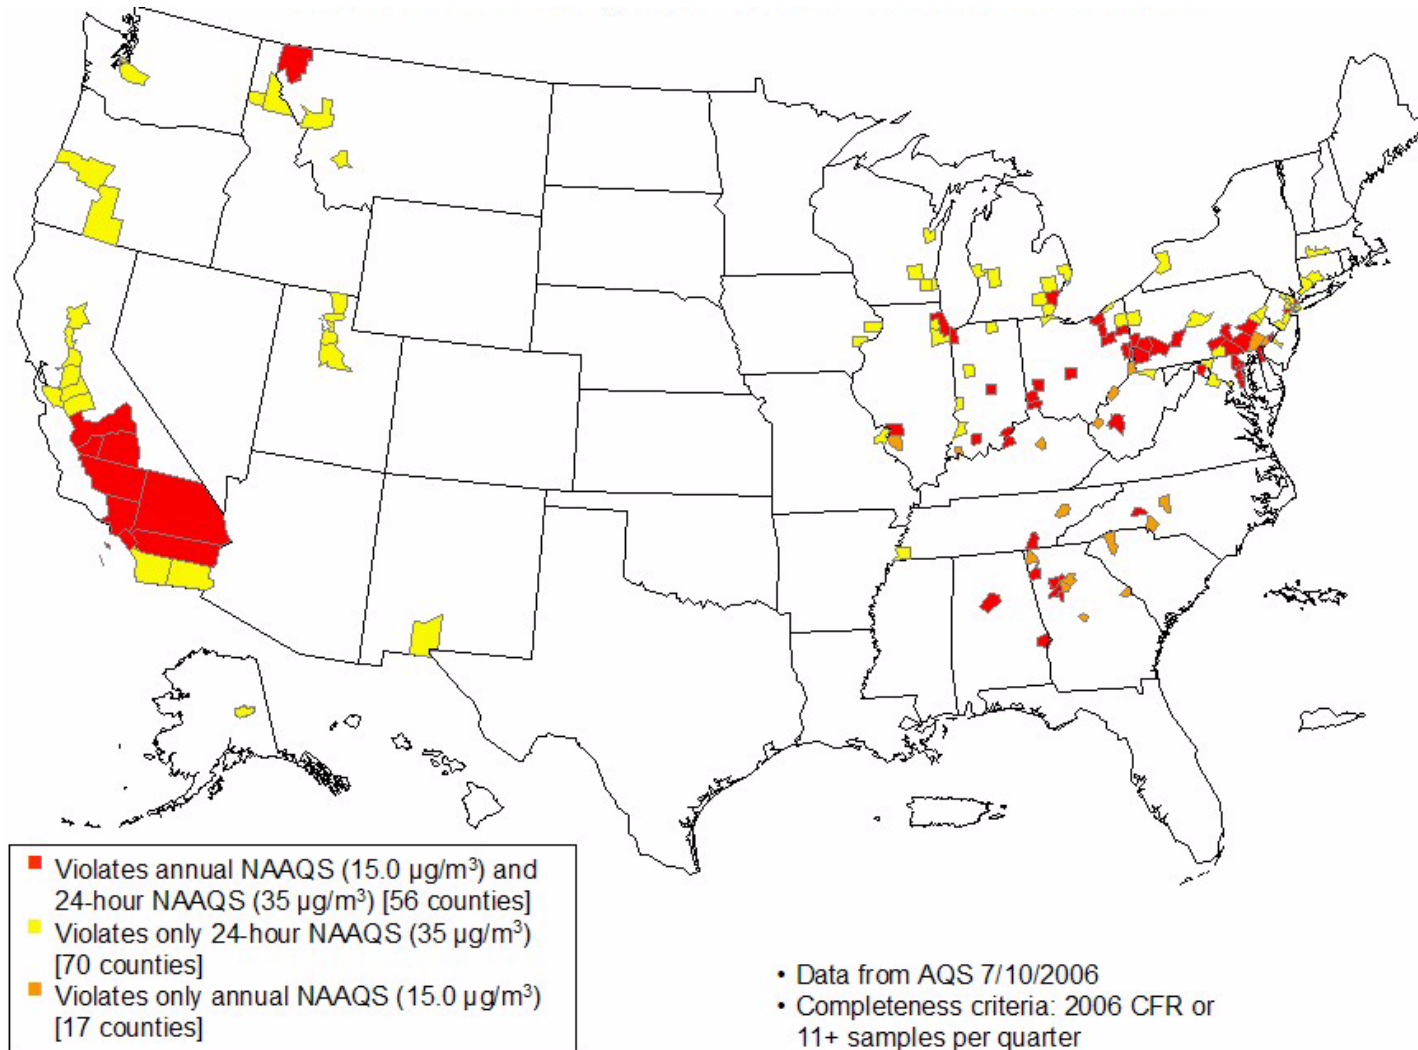 Violates annual NAAQS (15.0 µg/m³) and
24-hour NAAQS (35 µg/m³) [56 counties]
Violates only 24-hour NAAQS (35 µg/m³)
[70 counties]
Violates only annual NAAQS (15.0 µg/m³)
[17 counties]
• Data from AQS 7/10/2006
• Completeness criteria: 2006 CFR or
11+ samples per quarter